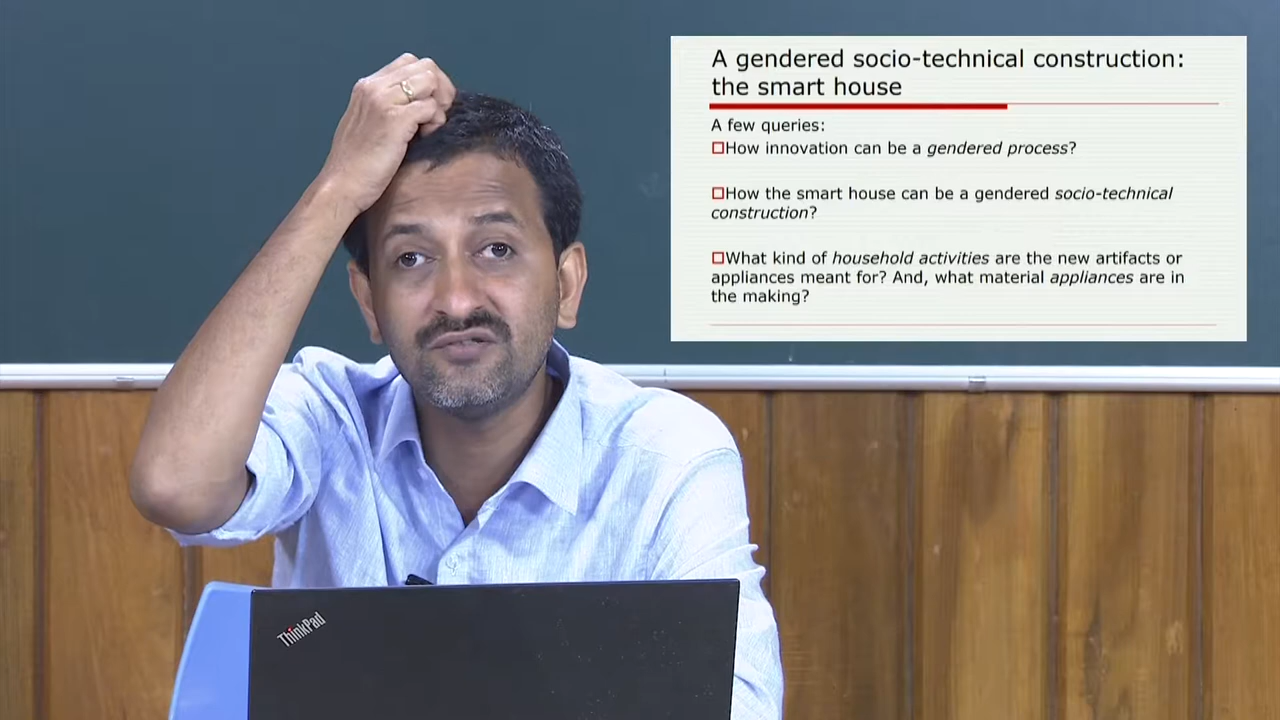 A gendered socio-technical construction:
the smart house
A few queries:
How innovation can be a gendered process?
How the smart house can be a gendered socio-technical
construction?
What kind of household activities are the new artifacts or
appliances meant for? And, what material appliances are in
the making?
ThinkPad